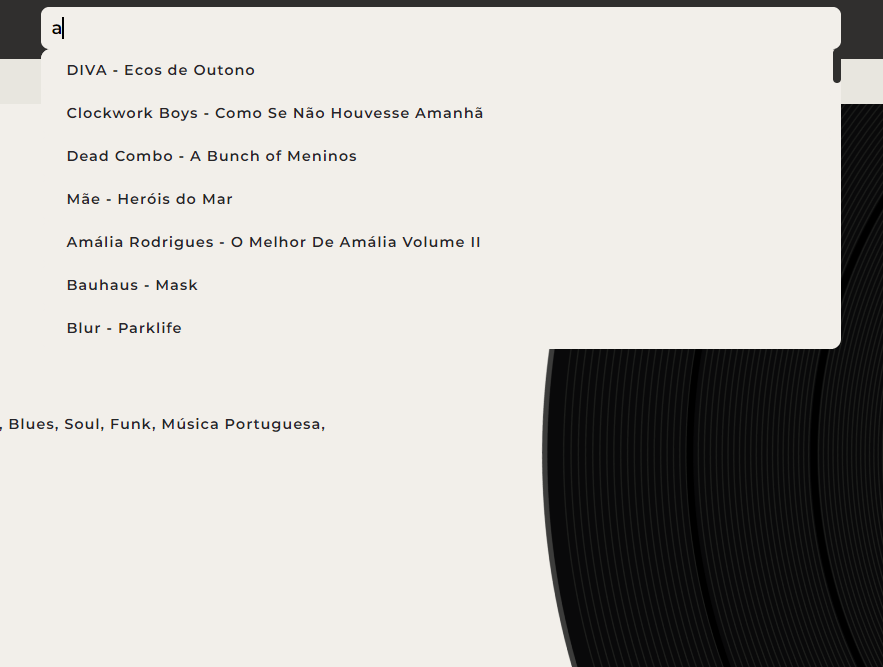 a
DIVA - Ecos de Outono
Clockwork Boys - Como Se Não Houvesse Amanhã
Dead Combo - A Bunch of Meninos
Mãe - Heróis do Mar
Amália Rodrigues - O Melhor De Amália Volume II
Bauhaus - Mask
Blur - Parklife
, Blues, Soul, Funk, Música Portuguesa,